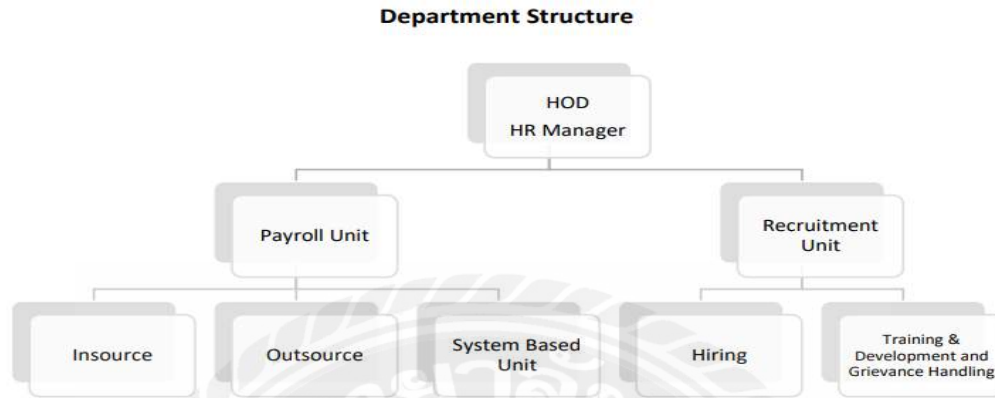 Department Structure
HOD
HR Manager
Payroll Unit
Recruitment
Unit
Insource
Outsource
System Based
Unit
Hiring
Training &
Development and
Grievance Handling